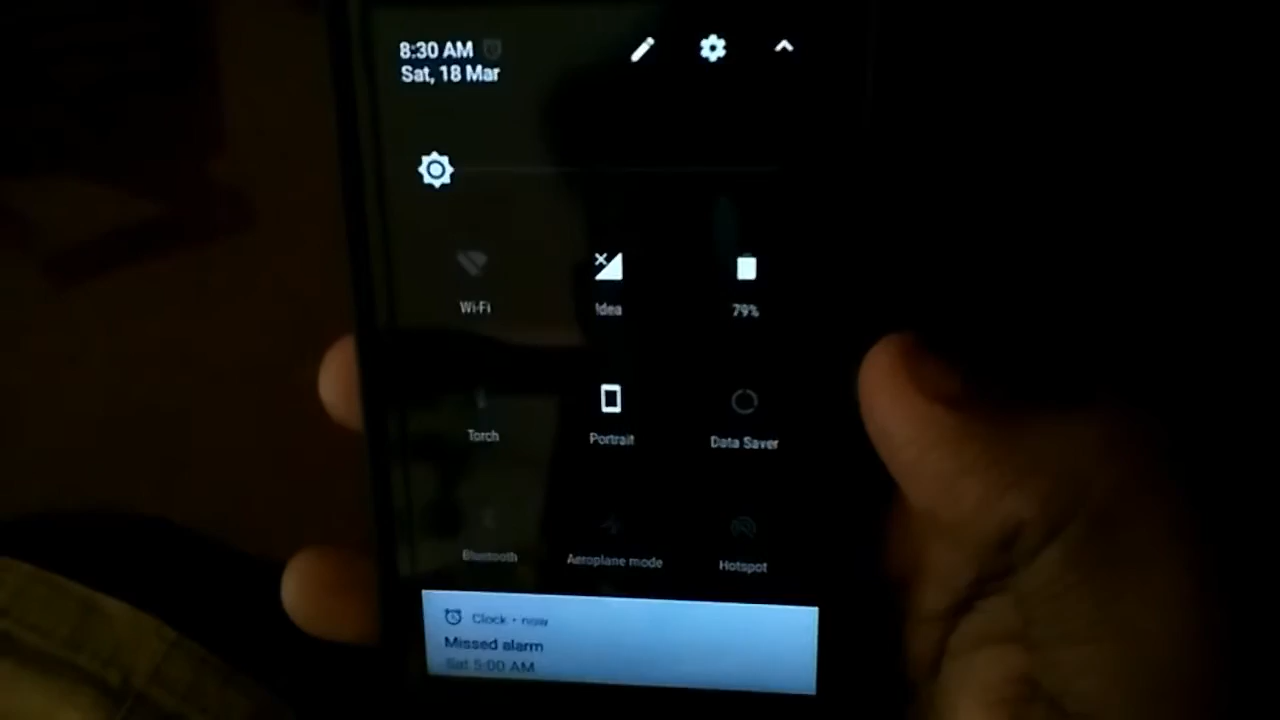 8:30 AM
Sat, 18 Mar
Wi-Fi
Idea
79%
Torch
Portrait
Data Saver
Bluetooth
Aeroplane mode
Hotspot
Clock • now
Missed alarm
Sat 5:00 AM